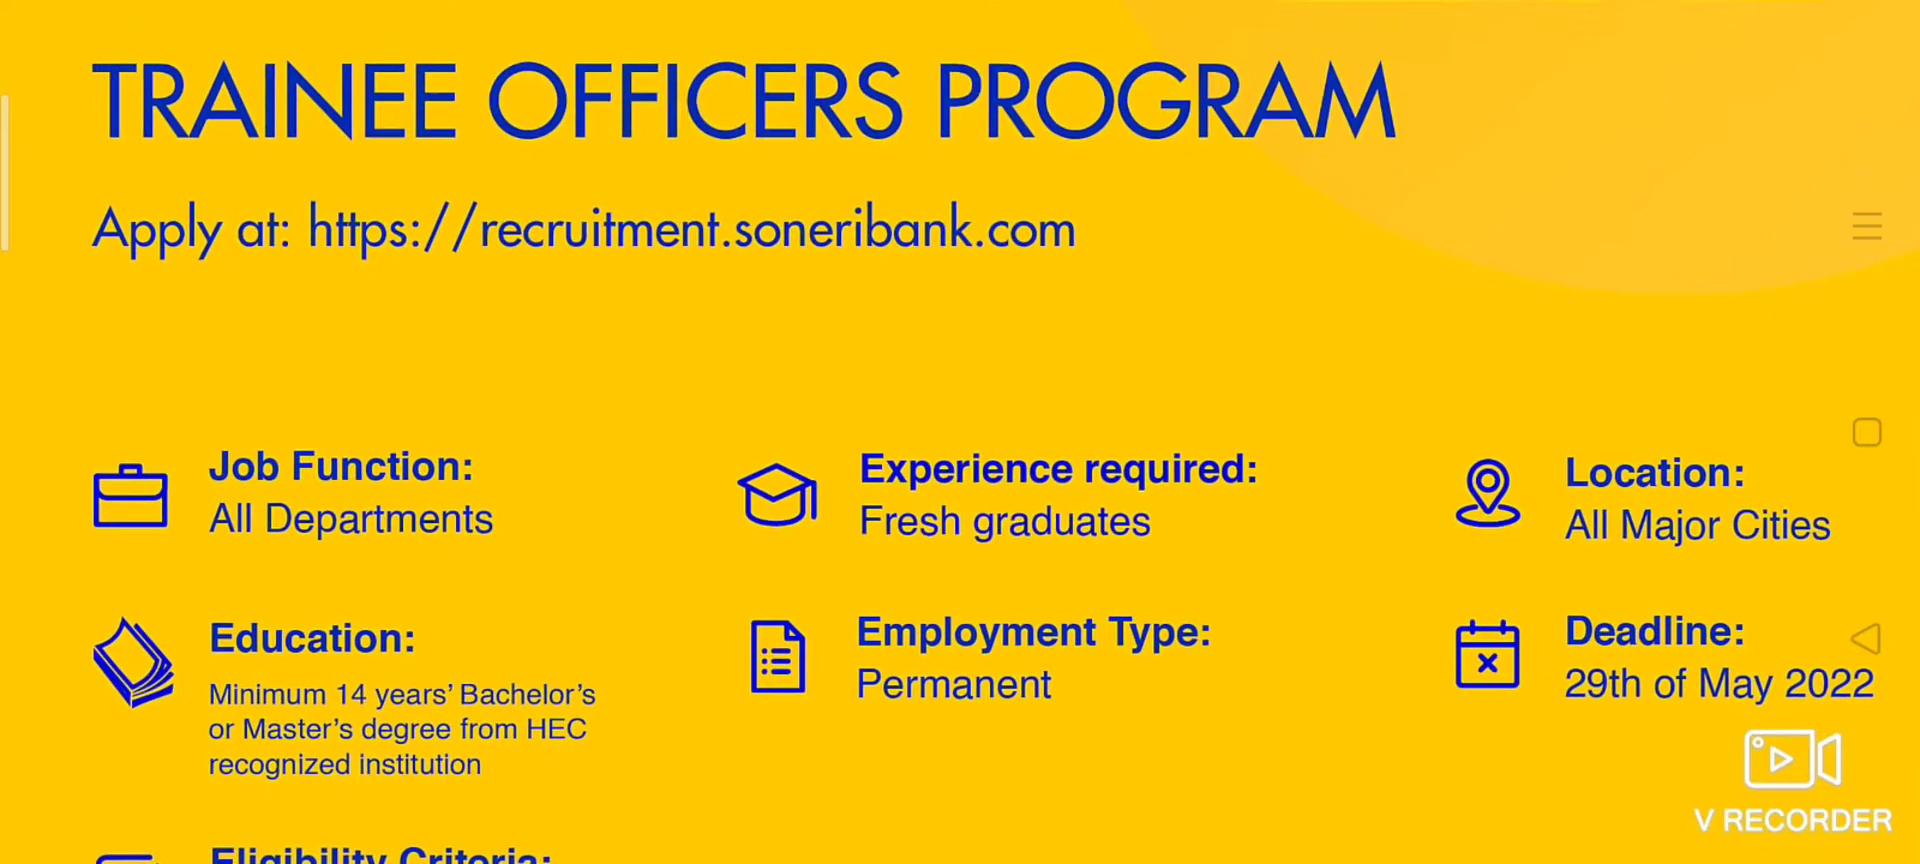 TRAINEE OFFICERS PROGRAM
Apply at: https://recruitment.soneribank.com
Job Function:
All Departments
Experience required:
Fresh graduates
Location:
All Major Cities
Education:
Minimum 14 years’ Bachelor’s
or Master’s degree from HEC
recognized institution
Employment Type:
Permanent
Deadline:
29th of May 2022
V RECORDER
Eligibility Criteria: